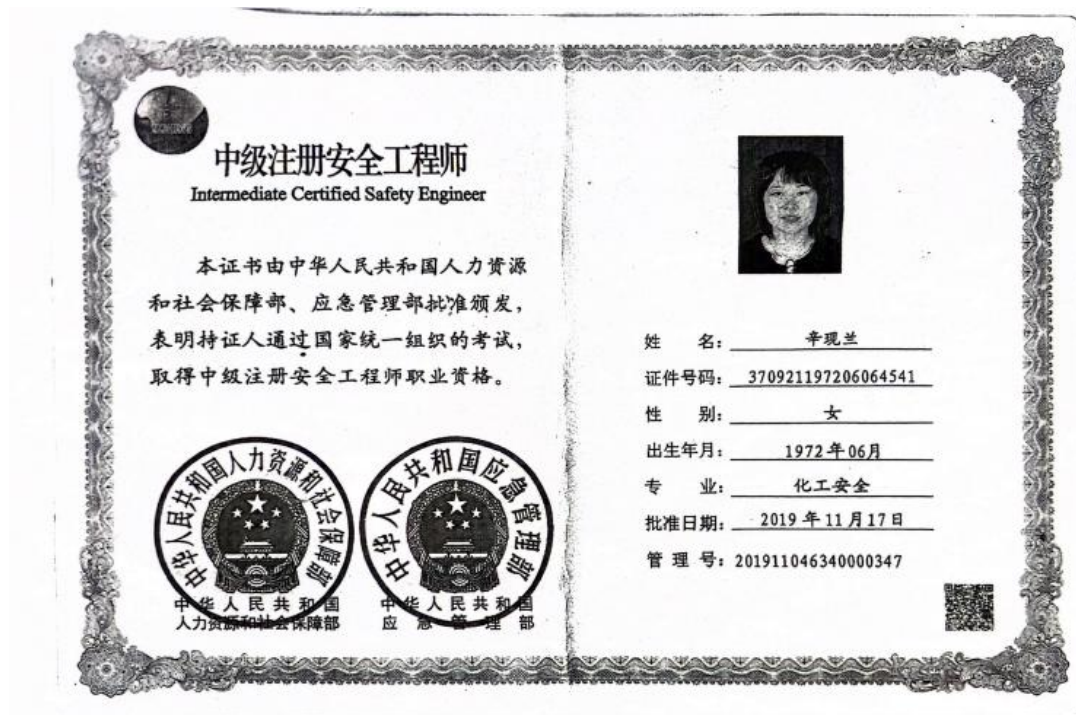 中级注册安全工程师
Intermediate Certified Safety Engineer
本证书由中华人民共和国人力资源
和社会保障部、应急管理部批准颁发，
表明持证人通过国家统一组织的考试，
取得中级注册安全工程师职业资格。
中华人民共和国人力资源和社会保障部
中华人民共和国
人力资源和社会保障部
中华人民共和国应急管理部
中华人民共和国
应急管理部
姓 名：辛现兰
证件号码：370921197206064541
性 别：女
出生年月：1972年06月
专 业：化工安全
批准日期：2019年11月17日
管 理 号：201911046340000347